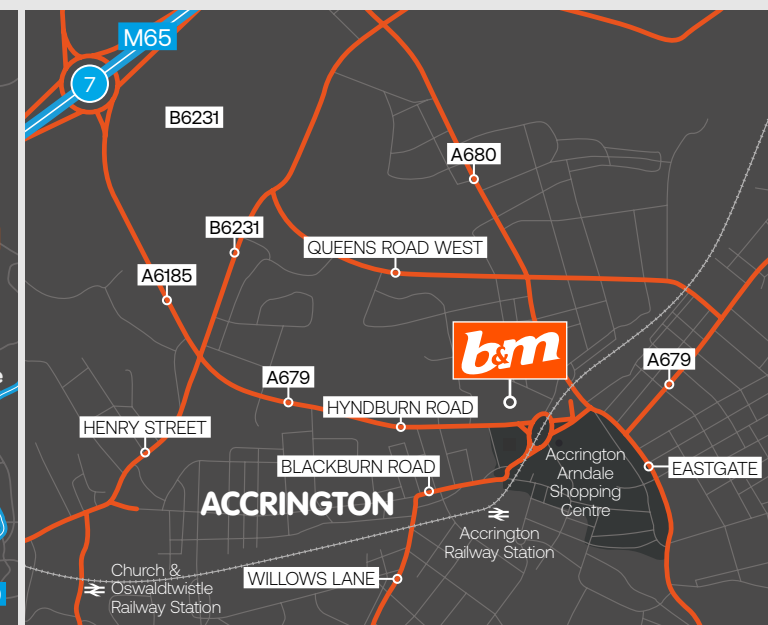 M65
7
B6231
A680
B6231
QUEENS ROAD WEST
A6185
b&m
A679
A679
HYNDBURN ROAD
HENRY STREET
Accrington
Arndale
Shopping
Centre
BLACKBURN ROAD
EASTGATE
ACCRINGTON
Accrington
Railway Station
Church &
Oswaldtwistle
Railway Station
WILLOWS LANE